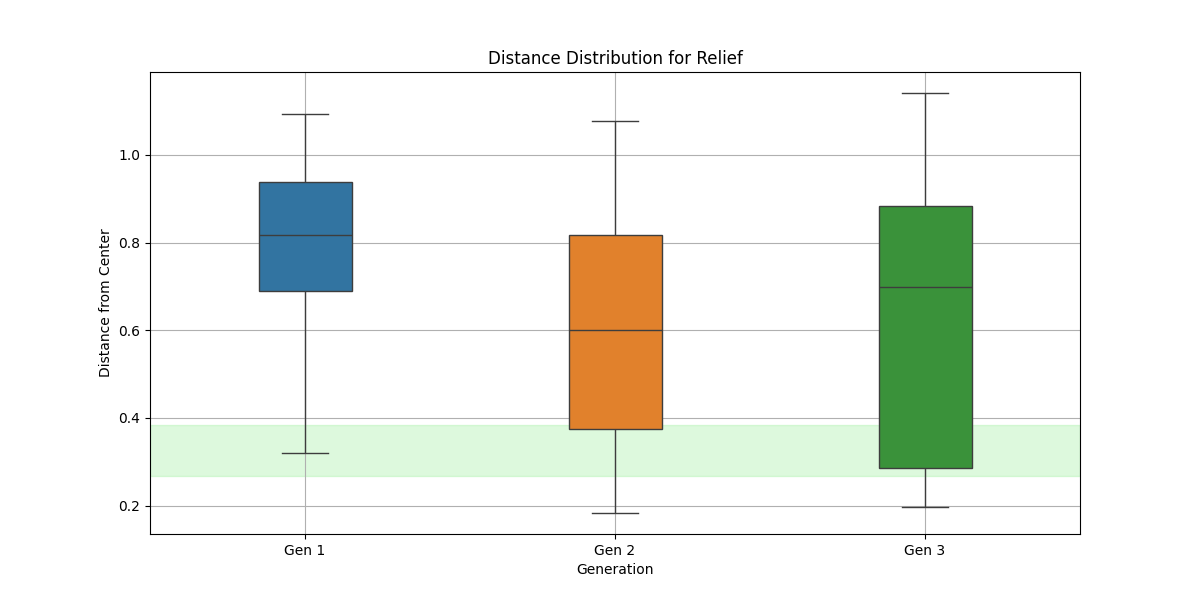 Distance Distribution for Relief
Distance from Center
1.0
0.8
0.6
0.4
0.2
Gen 1
Gen 2
Gen 3
Generation